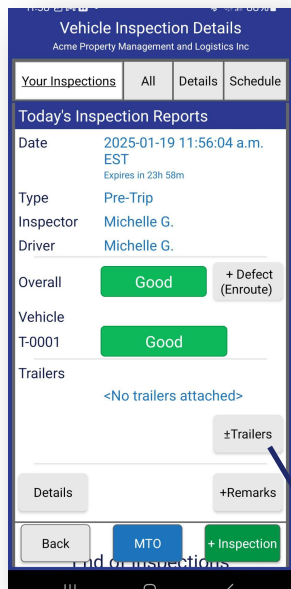 Vehicle Inspection Details
Acme Property Management and Logistics Inc
Your Inspections All Details Schedule
Today's Inspection Reports
Date 2025-01-19 11:56:04 a.m.
EST
Expires in 23h 58m
Type Pre-Trip
Inspector Michelle G.
Driver Michelle G.
Overall Good + Defect
(Enroute)
Vehicle
T-0001 Good
Trailers
<No trailers attached>
±Trailers
Details +Remarks
Back MTO + Inspection
End of Inspections